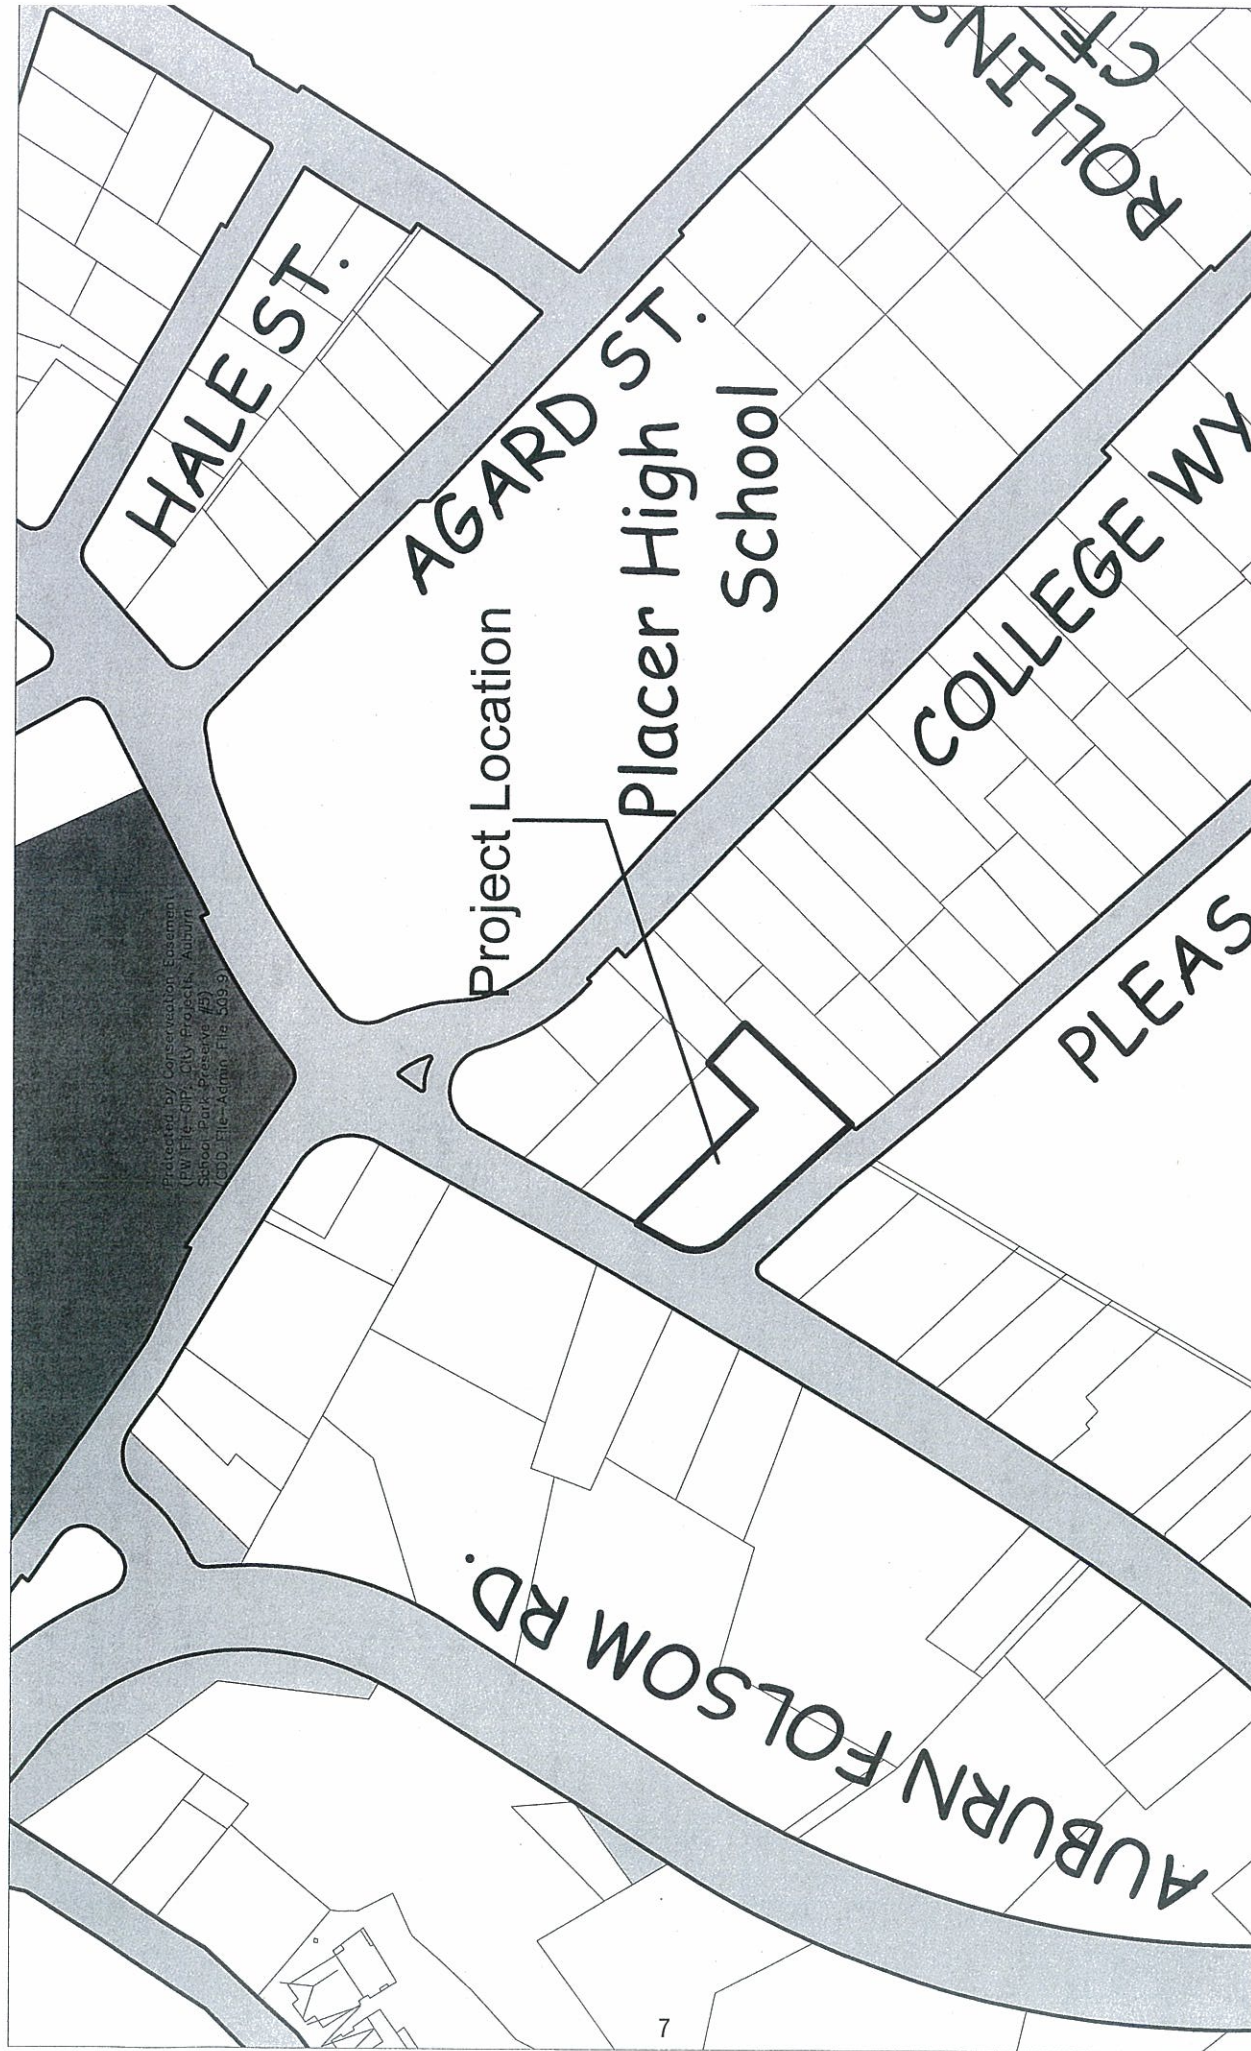 HALE ST.
AGARD ST.
Placer High
School
Project Location
ROLLINS
CT
COLLEGE WY
PLEAS
AUBURN FOLSOM RD.
Protected by Conservation Easement
(PW File-CIP, City Projects, Auburn
School Park Preserve #5)
(CDD File-Admin File 509.9)
7